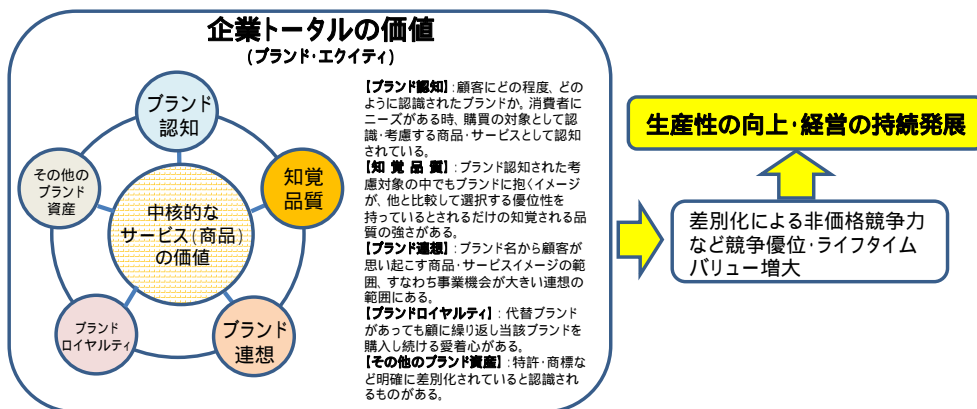 企業トータルの価値
(ブランド・エクイティ)
ブランド
認知
知覚
品質
ブランド
連想
ブランド
ロイヤルティ
その他の
ブランド
資産
中核的な
サービス(商品)
の価値
【ブランド認知】:顧客にどの程度、どの
ように認識されたブランドか。消費者に
ニーズがある時、購買の対象として認
識・考慮する商品・サービスとして認知
されている。
【知 覚 品 質】:ブランド認知された考
慮対象の中でもブランドに抱くイメージ
が、他と比較して選択する優位性を
持っているとされるだけの知覚される品
質の強さがある。
【ブランド連想】:ブランド名から顧客が
思い起こす商品・サービスイメージの範
囲、すなわち事業機会が大きい連想の
範囲にある。
【ブランドロイヤルティ】:代替ブランド
があっても顧に繰り返し当該ブランドを
購入し続ける愛着心がある。
【その他のブランド資産】:特許・商標な
ど明確に差別化されていると認識され
るものがある。
生産性の向上・経営の持続発展
差別化による非価格競争力
など競争優位・ライフタイム
バリュー増大